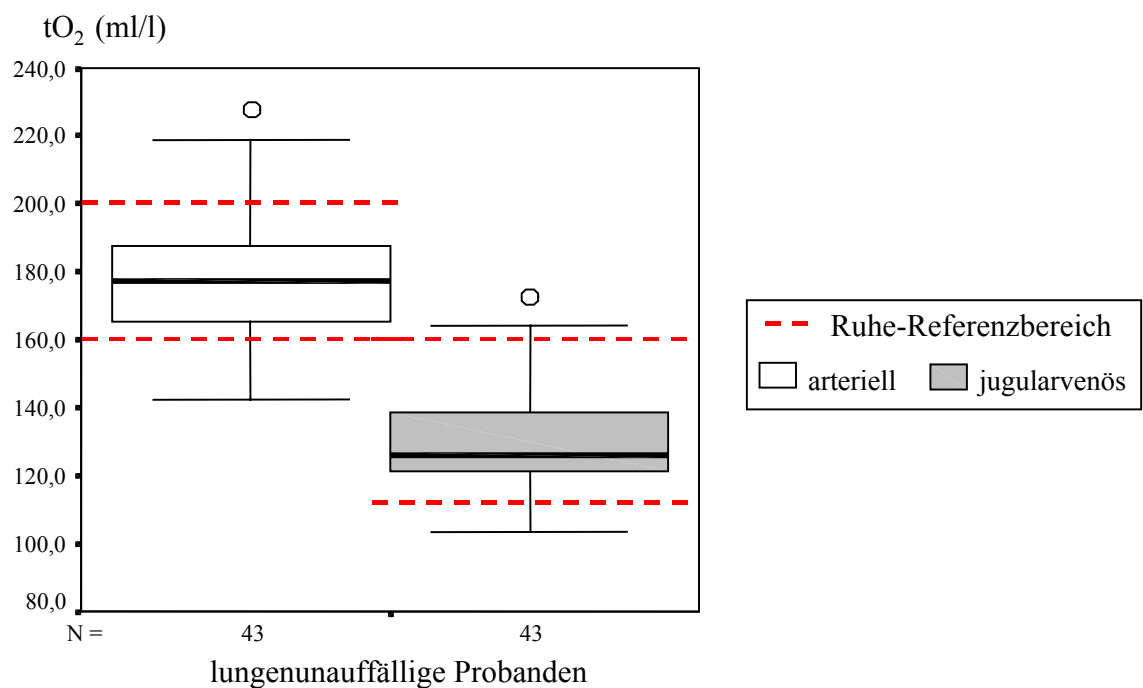 tO₂ (ml/l)
240,0
220,0
200,0
180,0
160,0
140,0
120,0
100,0
80,0
N = 43 43
lungenunauffällige Probanden
Ruhe-Referenzbereich
arteriell jugularvenös